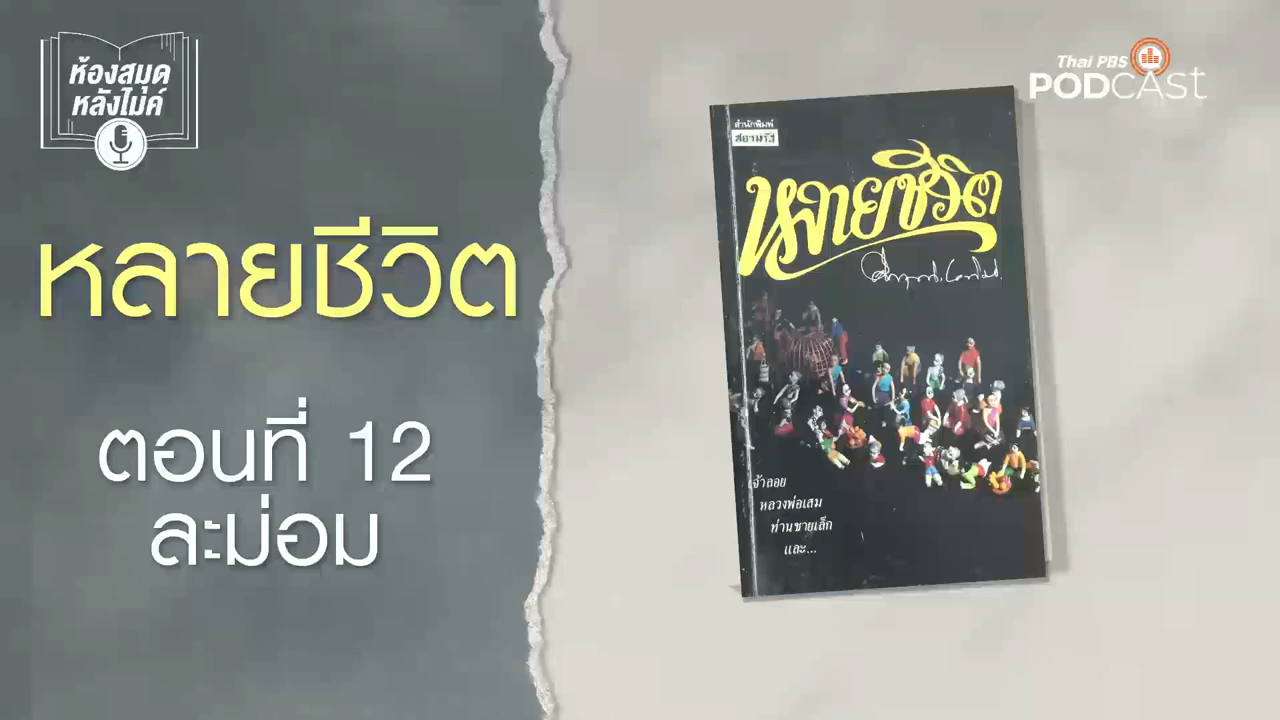 ห้องสมุด
หลังไมค์
Thai PBS
PODCAST
หลายชีวิต
ตอนที่ 12
ละม่อม
สำนักพิมพ์
สยามรัฐ
หลายชีวิต
เจ้าลอย
หลวงพ่อเสม
ท่านชายเล็ก
และ...